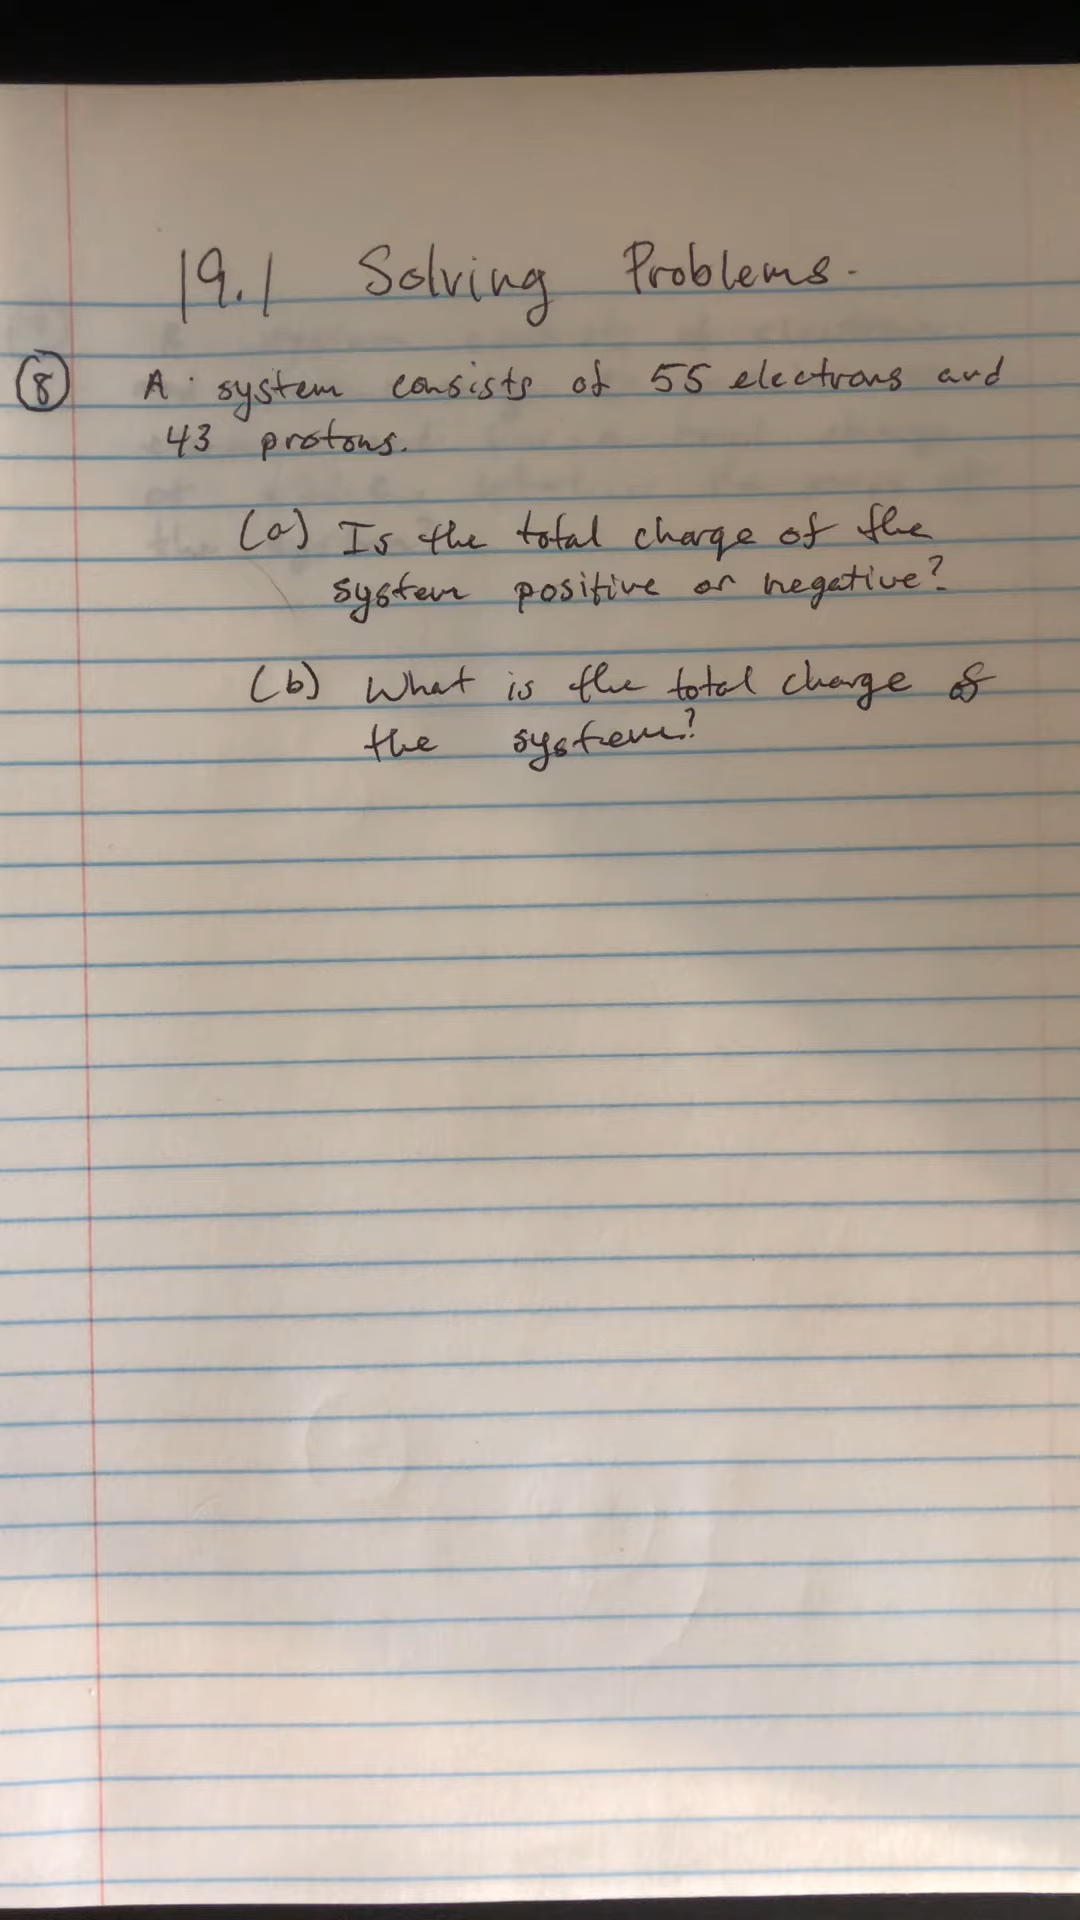 19.1 Solving Problems.
8 A system consists of 55 electrons and
43 protons.
(a) Is the total charge of the
system positive or negative?
(b) What is the total charge of
the system?